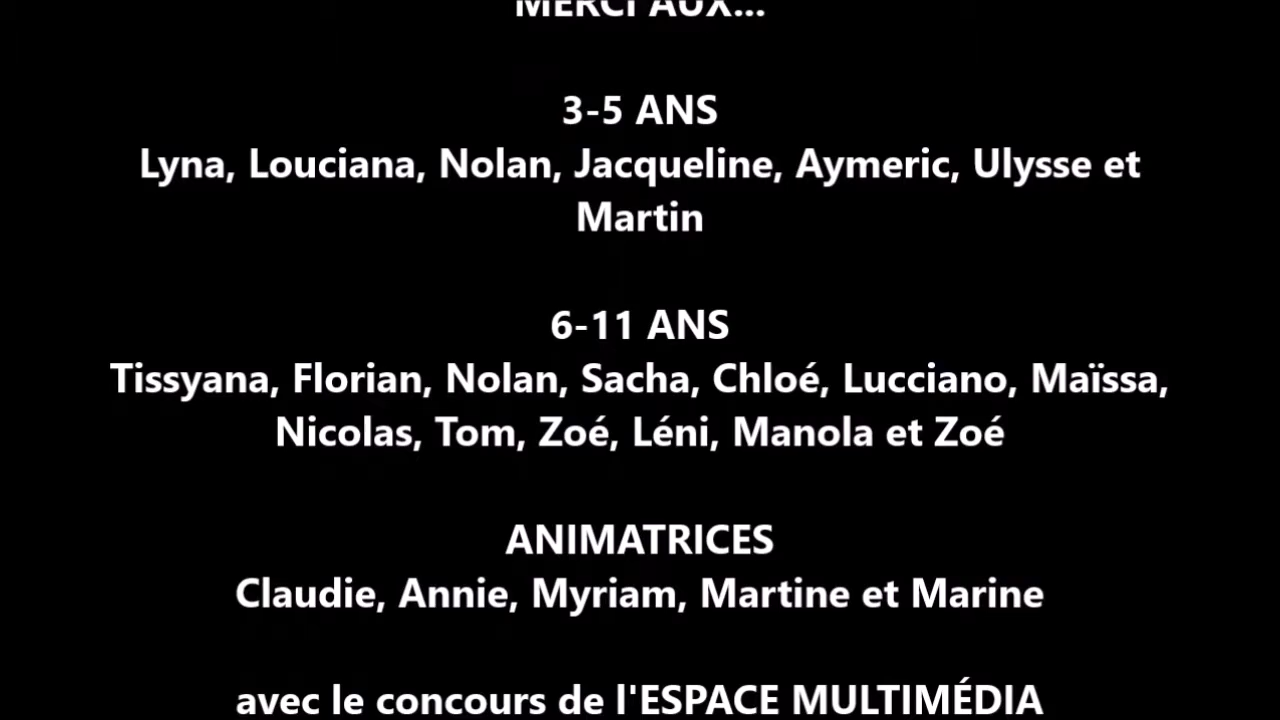 MERCI AUX...
3-5 ANS
Lyna, Louciana, Nolan, Jacqueline, Aymeric, Ulysse et
Martin
6-11 ANS
Tissyana, Florian, Nolan, Sacha, Chloé, Lucciano, Maïssa,
Nicolas, Tom, Zoé, Léni, Manola et Zoé
ANIMATRICES
Claudie, Annie, Myriam, Martine et Marine
avec le concours de l'ESPACE MULTIMÉDIA